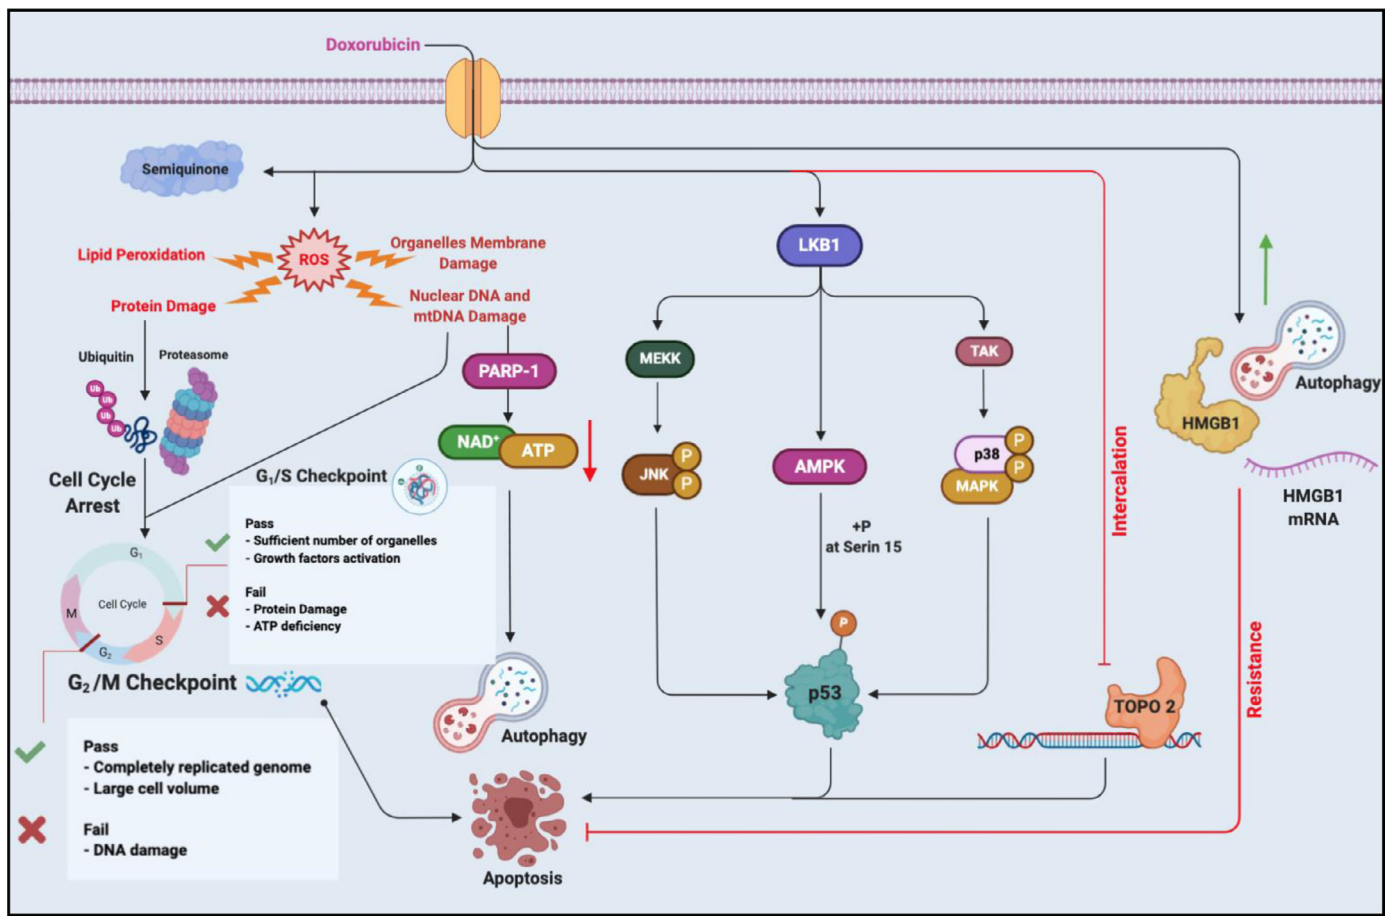 Doxorubicin
Semiquinone
LKB1
Lipid Peroxidation
ROS
Organelles Membrane
Damage
Protein Dmage
Nuclear DNA and
mtDNA Damage
Ubiquitin
Proteasome
PARP-1
MEKK
TAK
Autophagy
HMGB1
Ub
Ub
Ub
Ub
NAD⁺
ATP
JNK
P
P
AMPK
p38
MAPK
P
P
Intercalation
HMGB1
mRNA
Cell Cycle
Arrest
G₁/S Checkpoint
Pass
- Sufficient number of organelles
- Growth factors activation
Fail
- Protein Damage
- ATP deficiency
+P
at Serin 15
G₁
Cell Cycle
M
S
G₂
P
p53
Resistance
TOPO 2
G₂/M Checkpoint
Autophagy
Pass
- Completely replicated genome
- Large cell volume
Fail
- DNA damage
Apoptosis